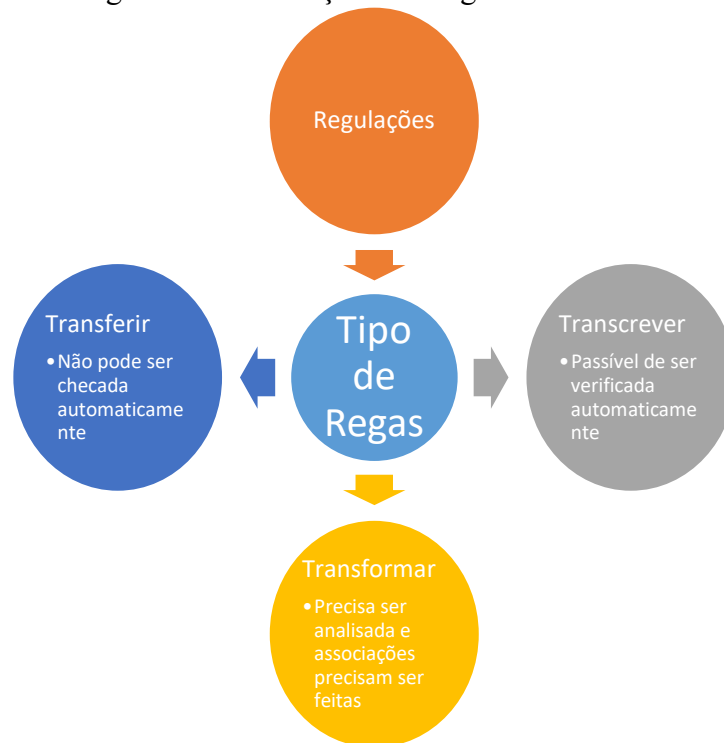 Regulações
Transferir
•Não pode ser
checada
automaticame
nte
Tipo
de
Regas
Transcrever
•Passível de ser
verificada
automaticame
nte
Transformar
•Precisa ser
analisada e
associações
precisam ser
feitas